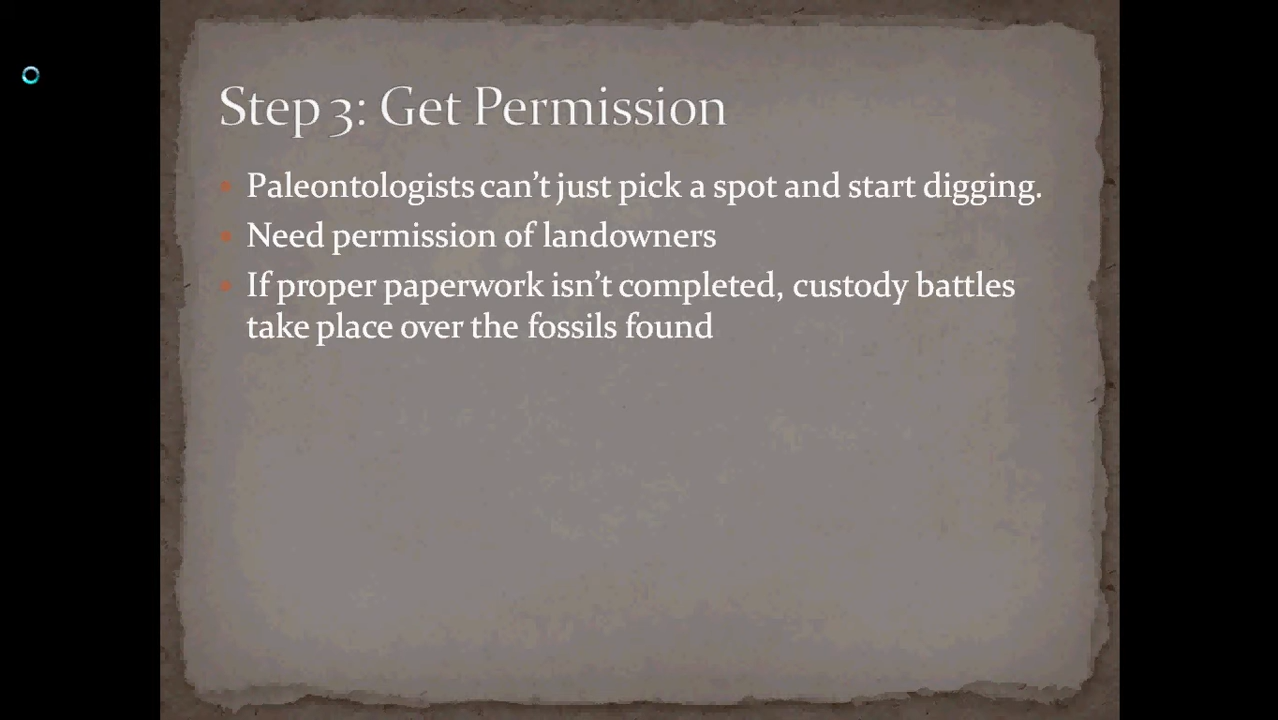 Step 3: Get Permission
Paleontologists can’t just pick a spot and start digging.
Need permission of landowners
If proper paperwork isn’t completed, custody battles
take place over the fossils found